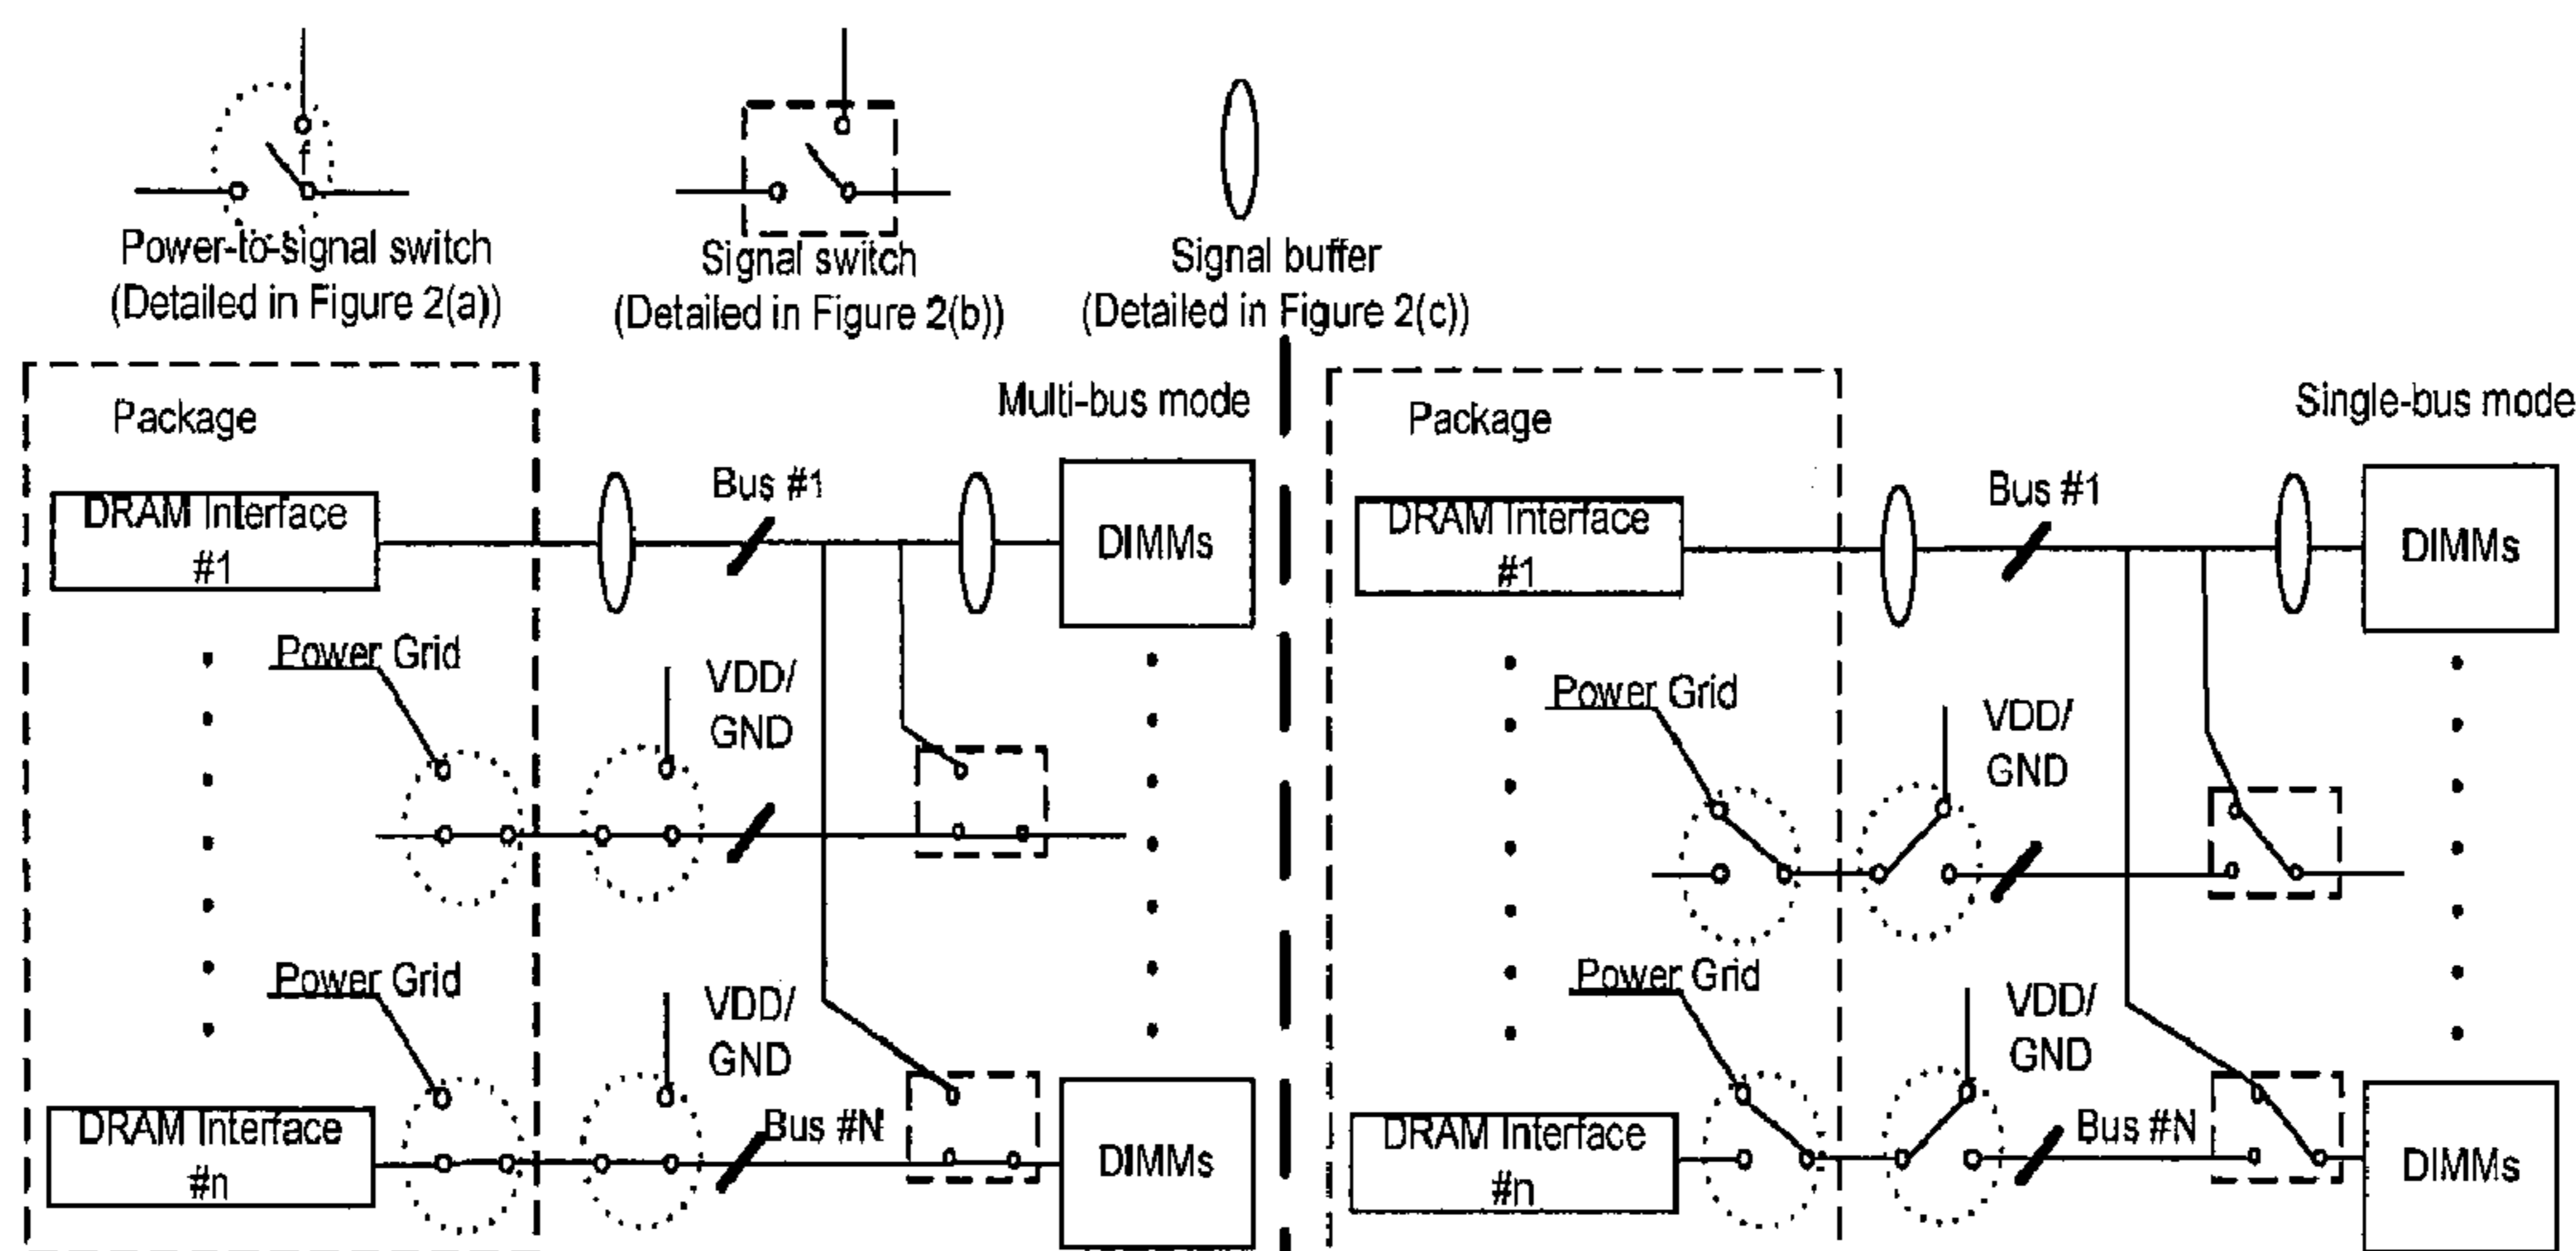 Power-to-signal switch
(Detailed in Figure 2(a))
Signal switch
(Detailed in Figure 2(b))
Signal buffer
(Detailed in Figure 2(c))
Package
Multi-bus mode
DRAM Interface
#1
Bus #1
DIMMs
Power Grid
VDD/
GND
Power Grid
VDD/
GND
DRAM Interface
#n
Bus #N
DIMMs
Package
Single-bus mode
DRAM Interface
#1
Bus #1
DIMMs
Power Grid
VDD/
GND
Power Grid
VDD/
GND
DRAM Interface
#n
Bus #N
DIMMs